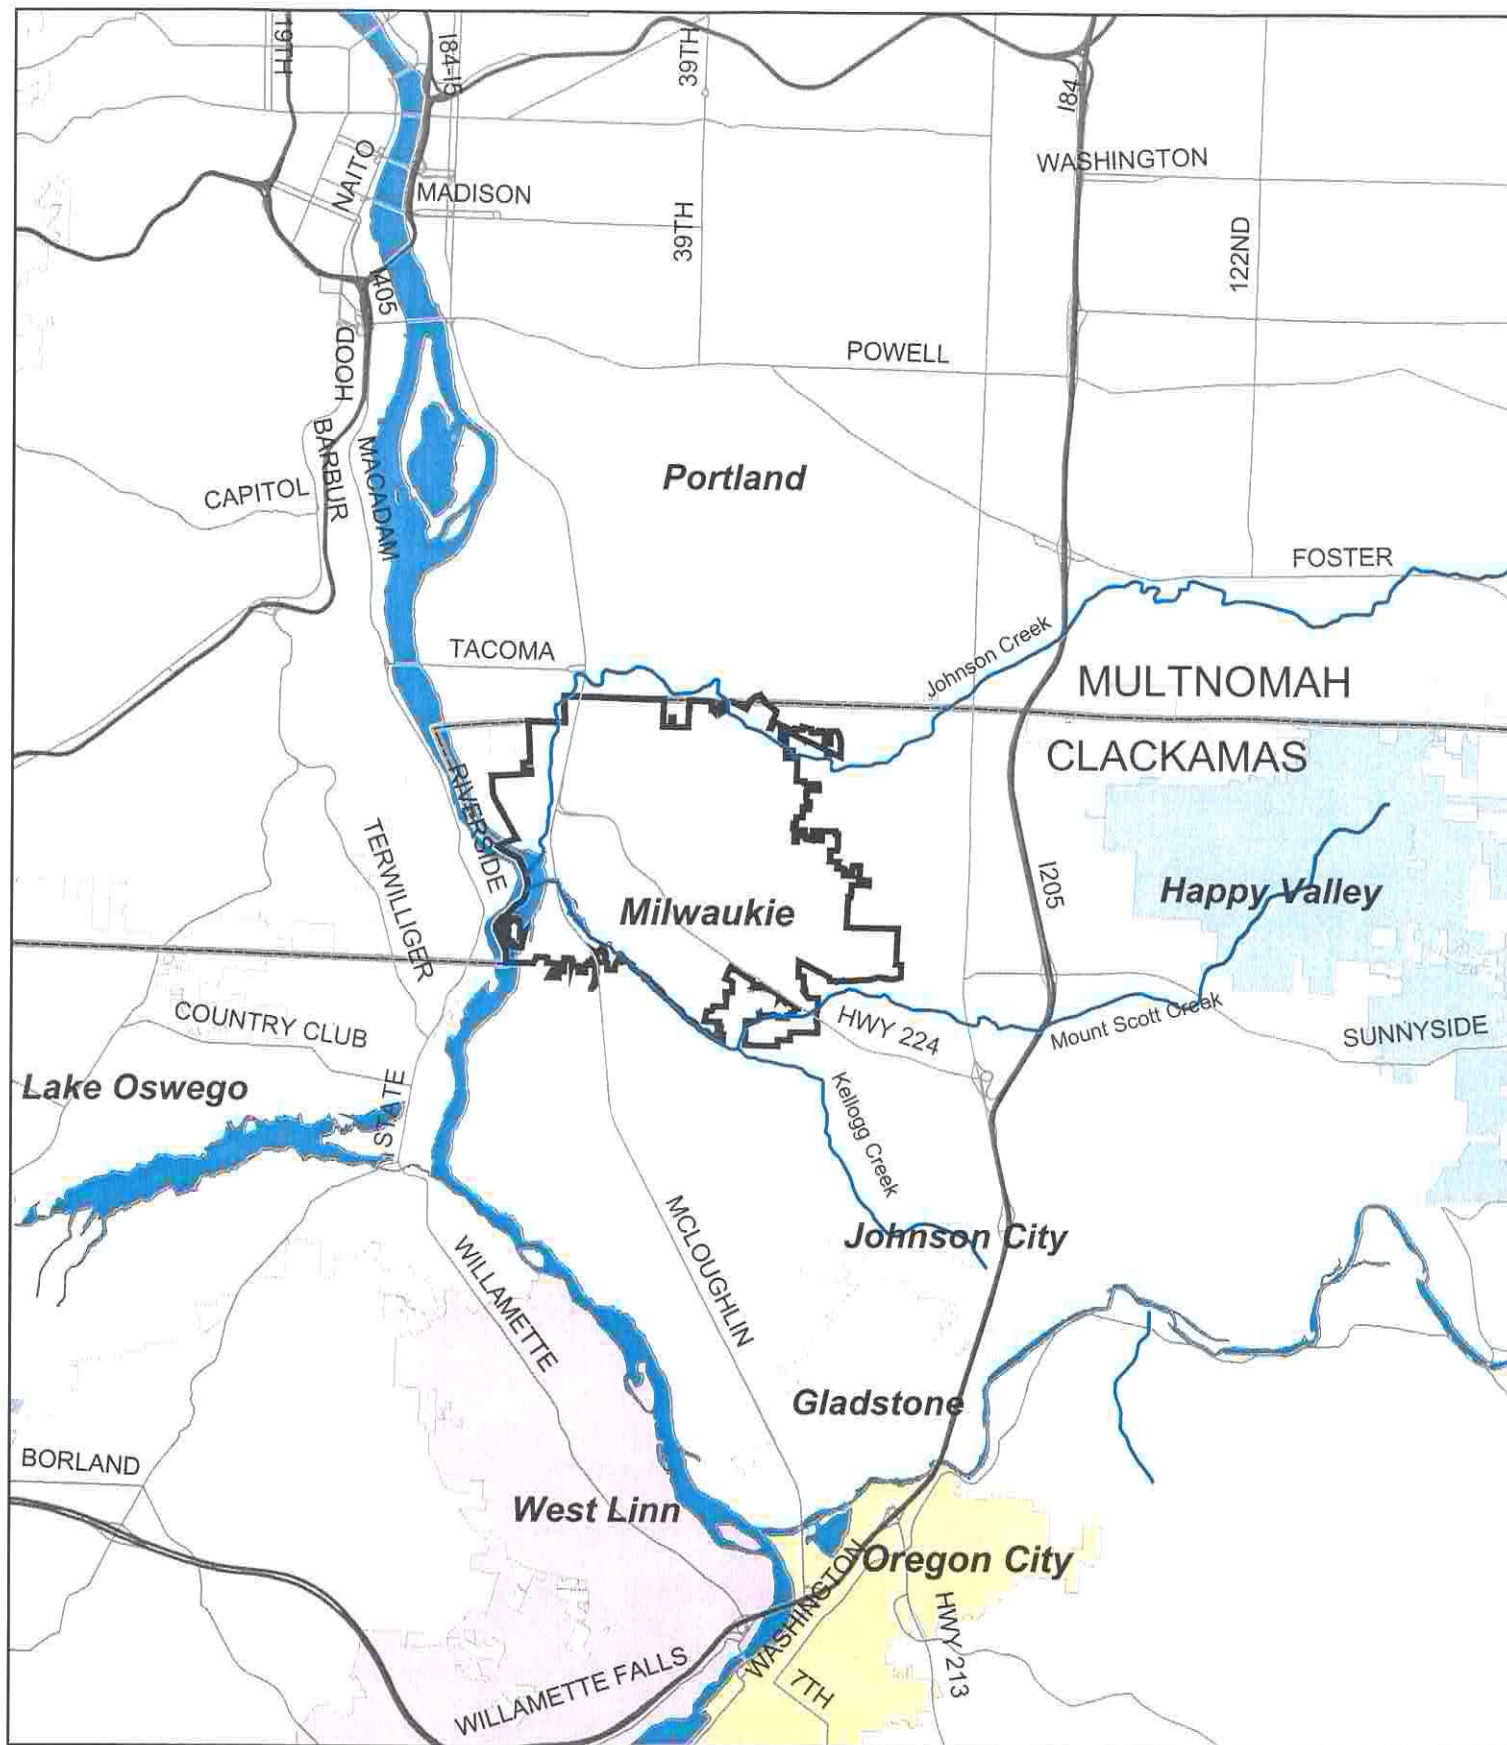 19TH
I84-I5
39TH
I84
NAITO
MADISON
WASHINGTON
39TH
122ND
I405
HOOD
POWELL
BARBUR
MACADAM
CAPITOL
Portland
FOSTER
TACOMA
Johnson Creek
MULTNOMAH
CLACKAMAS
RIVERSIDE
TERWILLIGER
I205
Happy Valley
Milwaukie
COUNTRY CLUB
HWY 224
Mount Scott Creek
SUNNYSIDE
Lake Oswego
STATE
Kellogg Creek
MCLOUGHLIN
Johnson City
WILLAMETTE
Gladstone
BORLAND
West Linn
Oregon City
WASHINGTON
HWY 213
WILLAMETTE FALLS
7TH